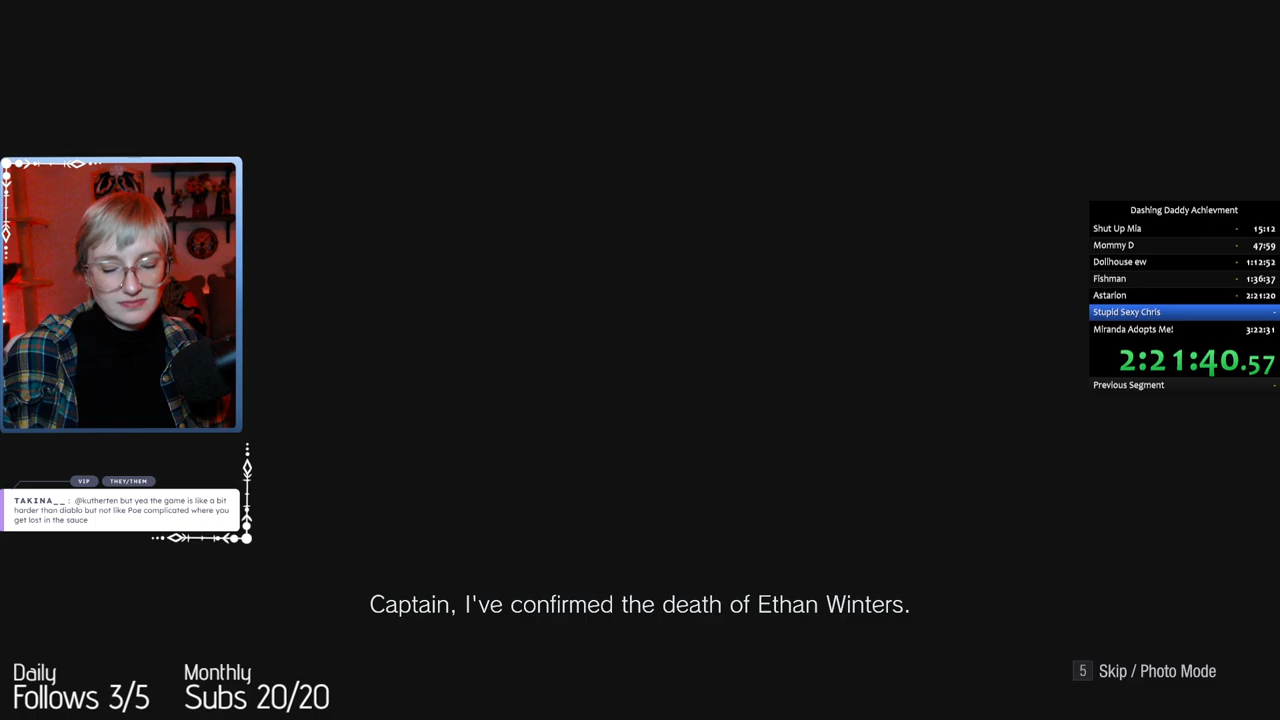 Dashing Daddy Achievment
Shut Up Mia - 15:12
Mommy D - 47:59
Dollhouse ew - 1:12:52
Fishman - 1:36:37
Astarion - 2:21:20
Stupid Sexy Chris -
Miranda Adopts Me! 3:22:31
2:21:40.57
Previous Segment -
VIP THEY/THEM
TAKINA__ : @kutherten but yea the game is like a bit
harder than diablo but not like Poe complicated where you
get lost in the sauce
Captain, I've confirmed the death of Ethan Winters.
5 Skip / Photo Mode
Daily
Follows 3/5
Monthly
Subs 20/20